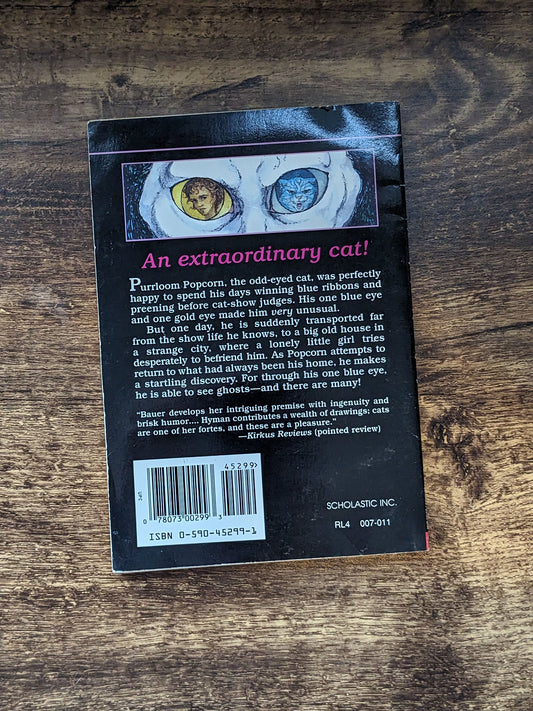 An extraordinary cat!
Purrloom Popcorn, the odd-eyed cat, was perfectly
happy to spend his days winning blue ribbons and
preening before cat-show judges. His one blue eye
and one gold eye made him very unusual.
But one day, he is suddenly transported far
from the show life he knows, to a big old house in
a strange city, where a lonely little girl tries
desperately to befriend him. As Popcorn attempts to
return to what had always been his home, he makes
a startling discovery. For through his one blue eye,
he is able to see ghosts—and there are many!
"Bauer develops her intriguing premise with ingenuity and
brisk humor.... Hyman contributes a wealth of drawings; cats
are one of her fortes, and these are a pleasure."
—Kirkus Reviews (pointed review)
45299>
0 78073 00299 3
ISBN 0-590-45299-1
SCHOLASTIC INC.
RL4 007-011